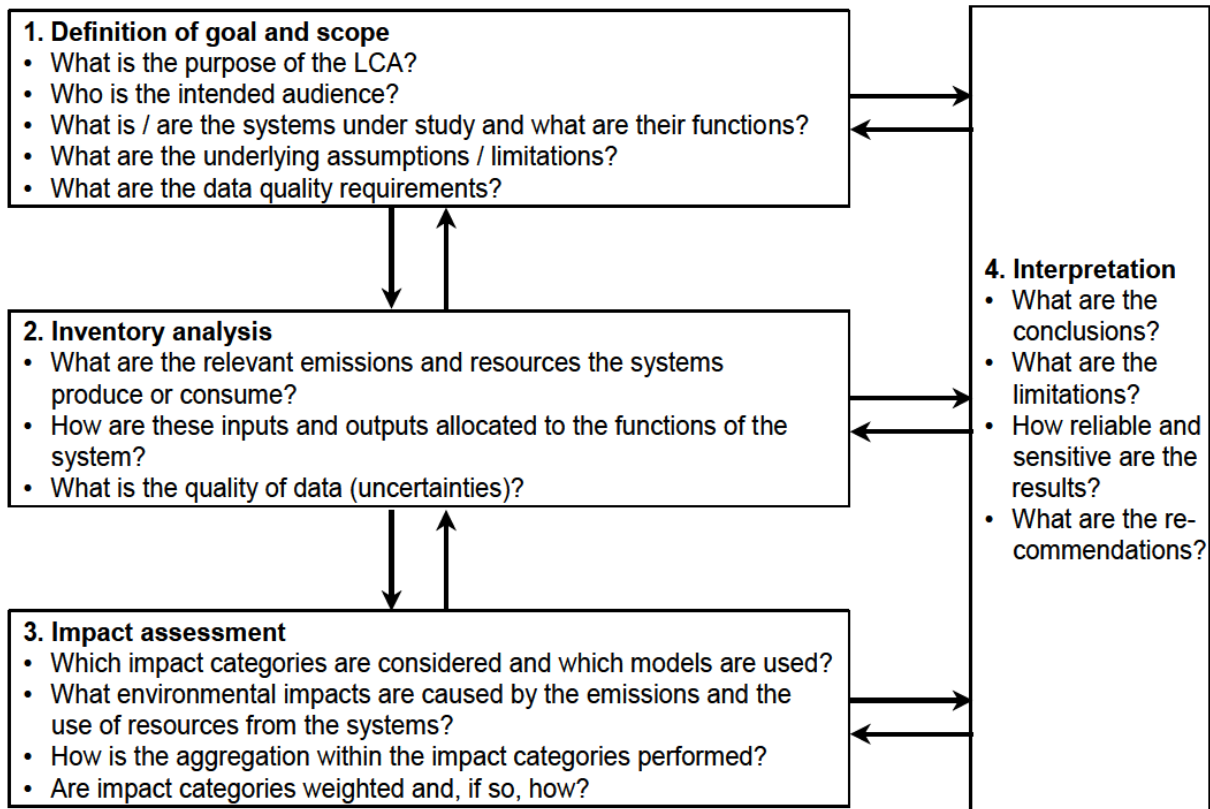 1. Definition of goal and scope
• What is the purpose of the LCA?
• Who is the intended audience?
• What is / are the systems under study and what are their functions?
• What are the underlying assumptions / limitations?
• What are the data quality requirements?
2. Inventory analysis
• What are the relevant emissions and resources the systems
produce or consume?
• How are these inputs and outputs allocated to the functions of the
system?
• What is the quality of data (uncertainties)?
3. Impact assessment
• Which impact categories are considered and which models are used?
• What environmental impacts are caused by the emissions and the
use of resources from the systems?
• How is the aggregation within the impact categories performed?
• Are impact categories weighted and, if so, how?
4. Interpretation
• What are the
conclusions?
• What are the
limitations?
• How reliable and
sensitive are the
results?
• What are the re-
commendations?